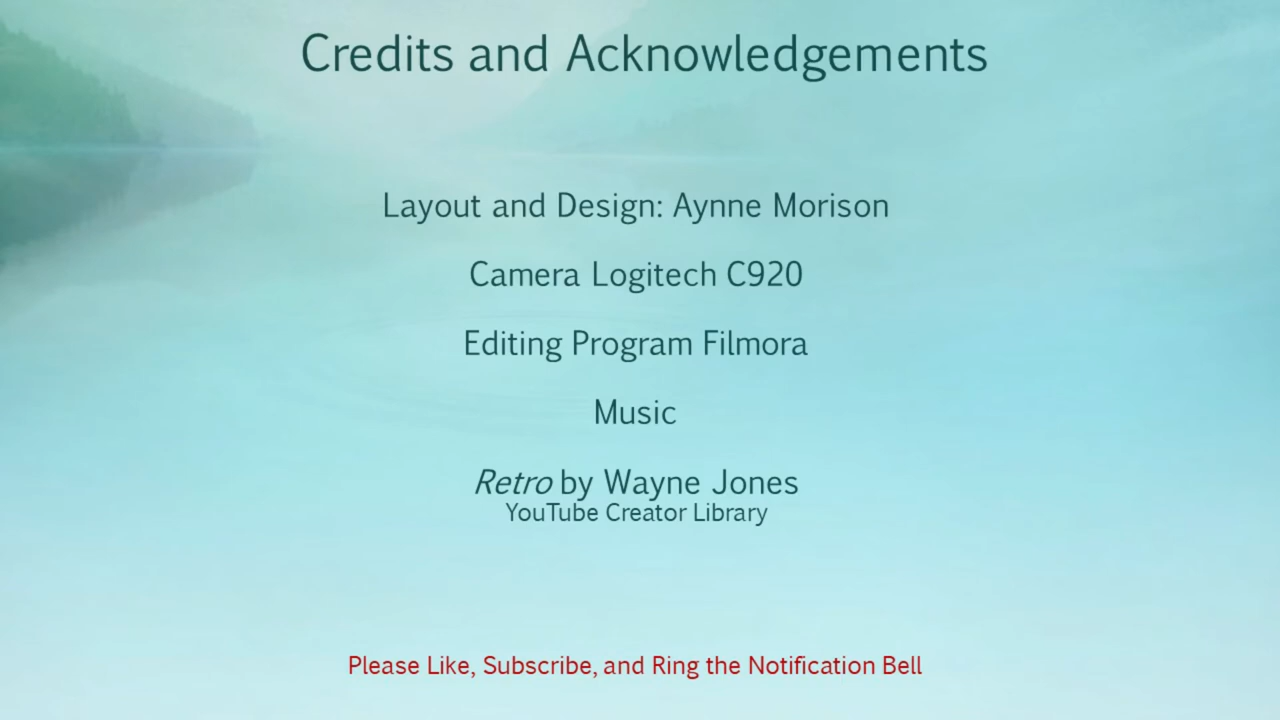 Credits and Acknowledgements
Layout and Design: Aynne Morison
Camera Logitech C920
Editing Program Filmora
Music
Retro by Wayne Jones
YouTube Creator Library
Please Like, Subscribe, and Ring the Notification Bell